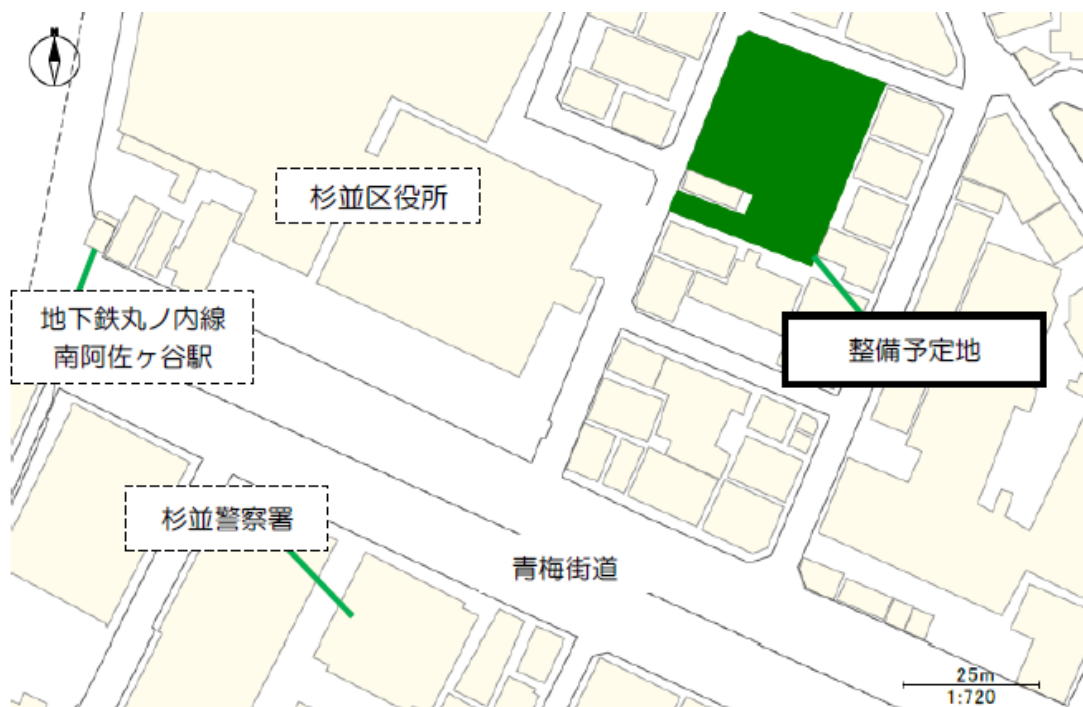 N
杉並区役所
地下鉄丸ノ内線
南阿佐ヶ谷駅
整備予定地
杉並警察署
青梅街道
25m
1:720